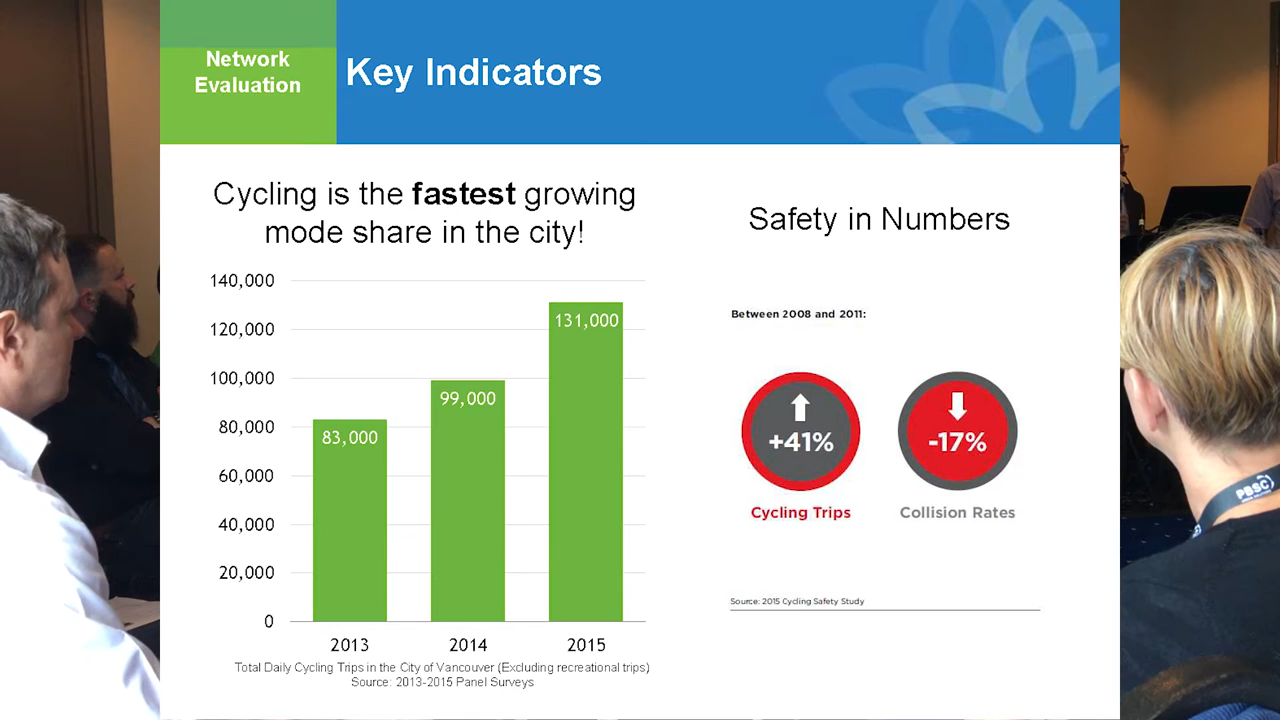 Network
Evaluation
Key Indicators
Cycling is the fastest growing
mode share in the city!
140,000
120,000
100,000
80,000
60,000
40,000
20,000
0
83,000
99,000
131,000
2013
2014
2015
Total Daily Cycling Trips in the City of Vancouver (Excluding recreational trips)
Source: 2013-2015 Panel Surveys
Safety in Numbers
Between 2008 and 2011:
+41%
-17%
Cycling Trips
Collision Rates
Source: 2015 Cycling Safety Study
PBSC